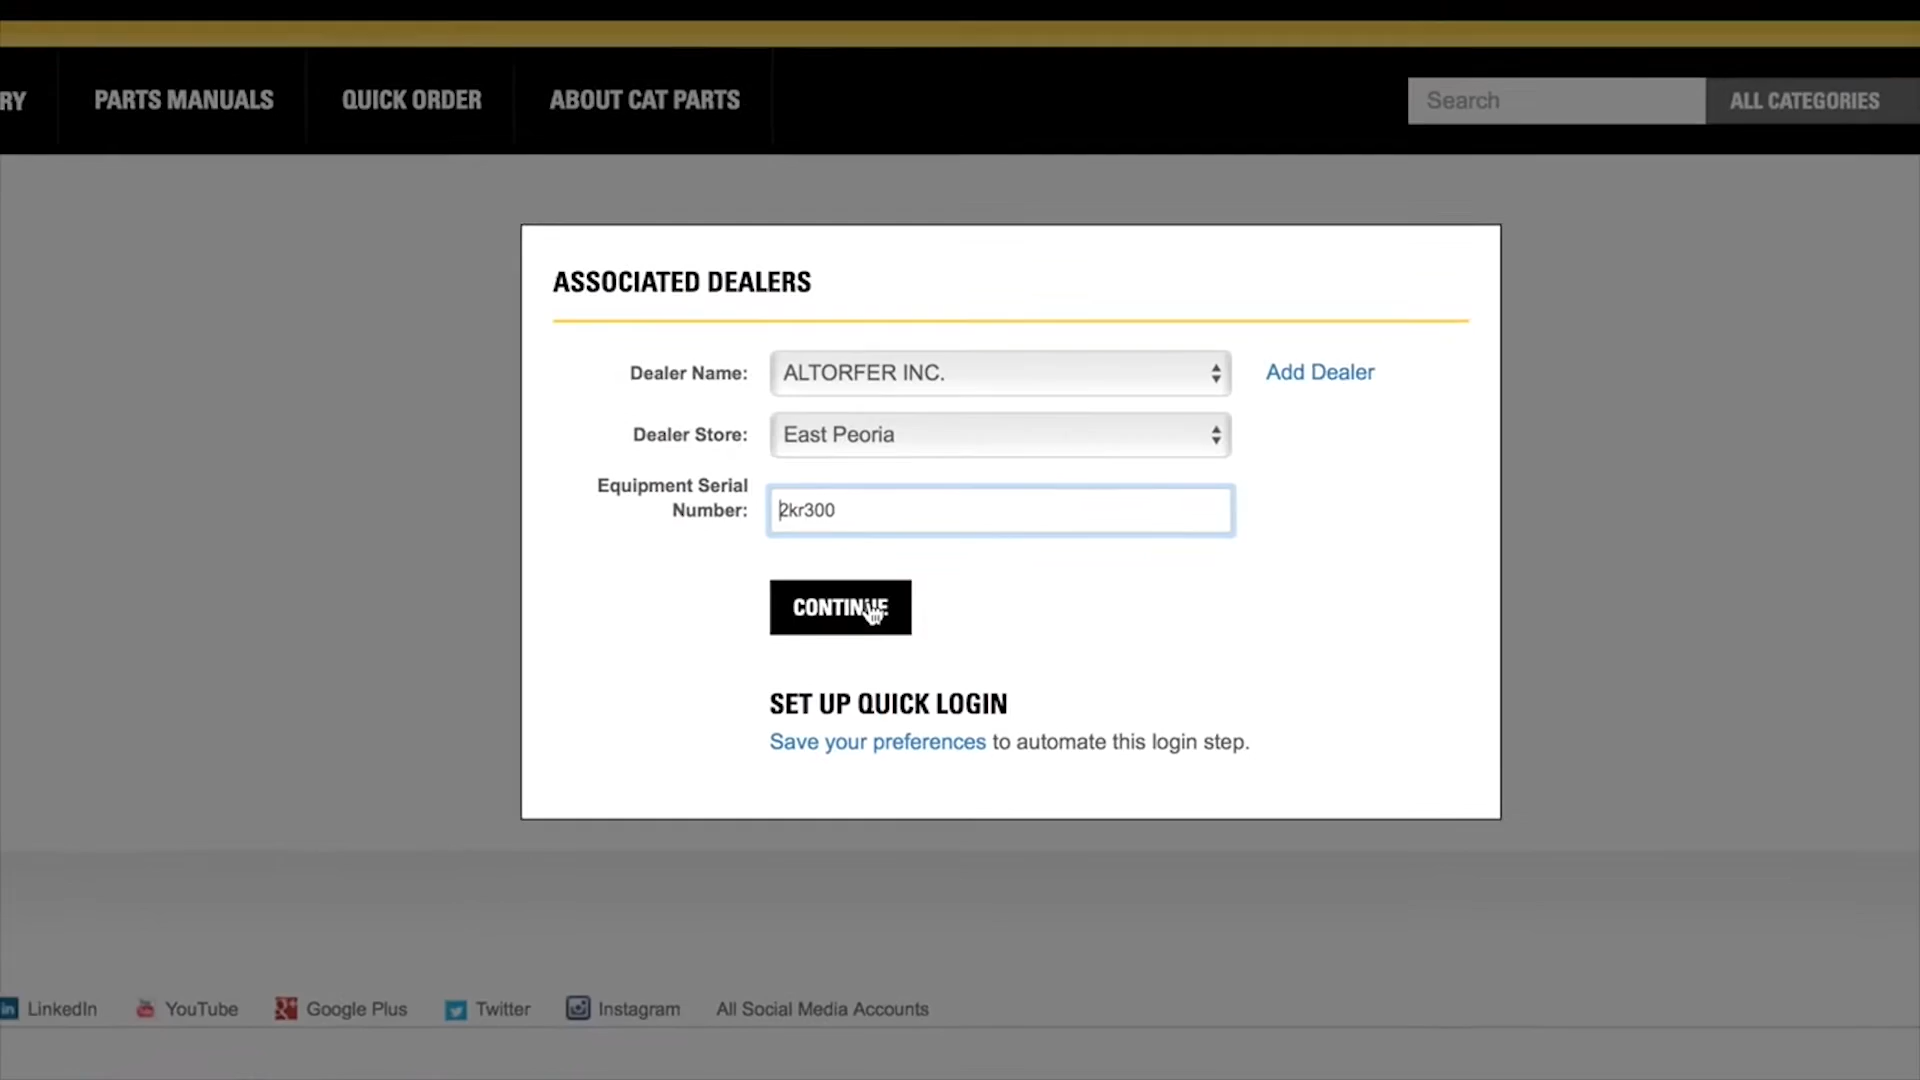 RY PARTS MANUALS QUICK ORDER ABOUT CAT PARTS Search ALL CATEGORIES
ASSOCIATED DEALERS
Dealer Name: ALTORFER INC. Add Dealer
Dealer Store: East Peoria
Equipment Serial
Number: 2kr300
CONTINUE
SET UP QUICK LOGIN
Save your preferences to automate this login step.
in LinkedIn YouTube Google Plus Twitter Instagram All Social Media Accounts